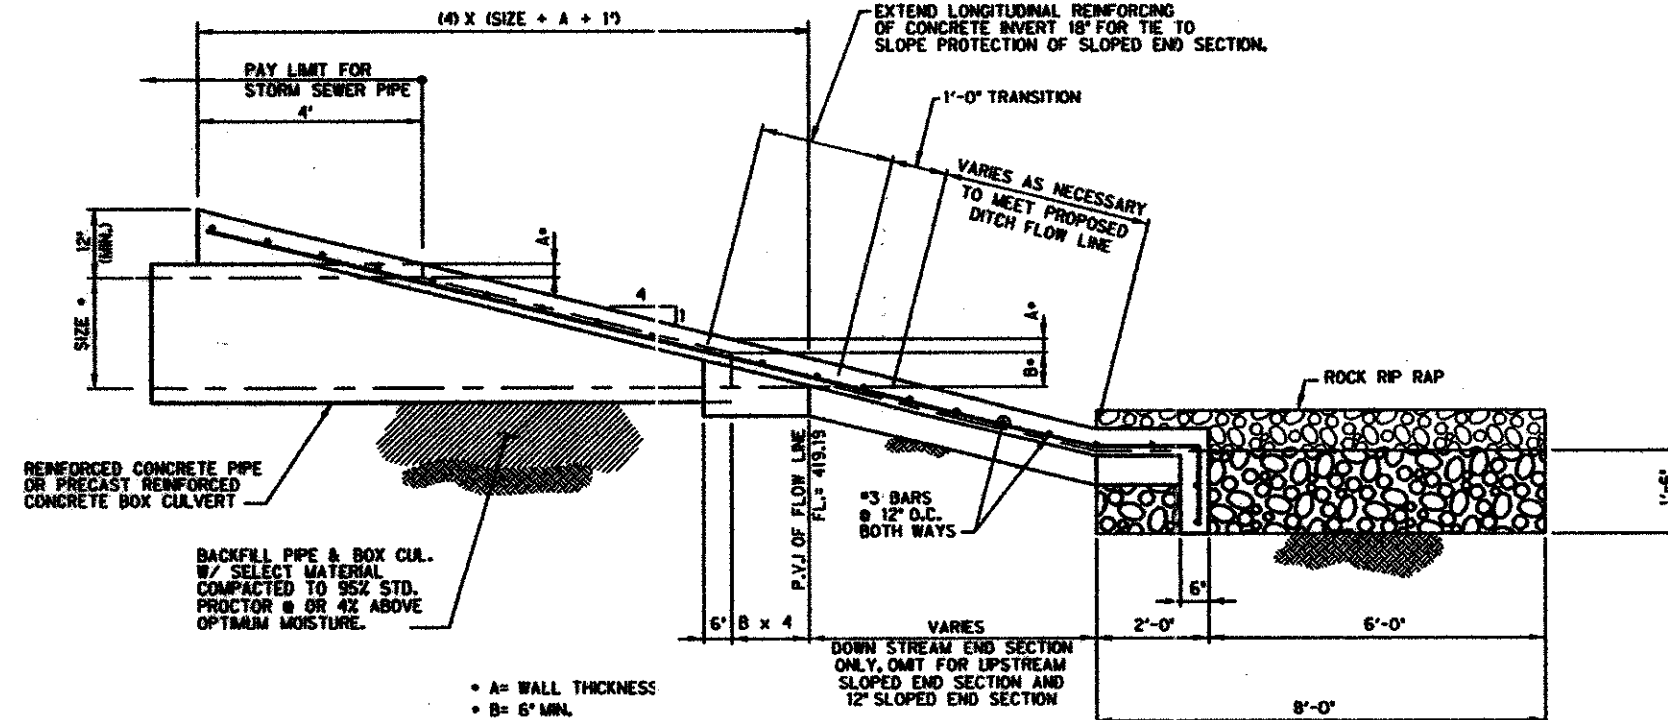 (4) X (SIZE + A + 1')
EXTEND LONGITUDINAL REINFORCING
OF CONCRETE INVERT 18" FOR TIE TO
SLOPE PROTECTION OF SLOPED END SECTION.
PAY LIMIT FOR
STORM SEWER PIPE
4'
1'-0" TRANSITION
VARIES AS NECESSARY
TO MEET PROPOSED
DITCH FLOW LINE
12"
(MIN.)
A*
4
1
A*
B*
SIZE *
ROCK RIP RAP
REINFORCED CONCRETE PIPE
OR PRECAST REINFORCED
CONCRETE BOX CULVERT
P.V.I OF FLOW LINE
FL.= 419.19
#3 BARS
@ 12" O.C.
BOTH WAYS
1'-6"
BACKFILL PIPE & BOX CUL.
W/ SELECT MATERIAL
COMPACTED TO 95% STD.
PROCTOR @ OR 4% ABOVE
OPTIMUM MOISTURE.
6"
6" B x 4
VARIES
2'-0"
6'-0"
DOWN STREAM END SECTION
ONLY, OMIT FOR UPSTREAM
SLOPED END SECTION AND
12" SLOPED END SECTION
* A= WALL THICKNESS
* B= 6" MIN.
8'-0"